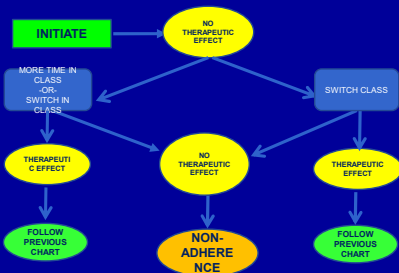 INITIATE
NO
THERAPEUTIC
EFFECT
MORE TIME IN
CLASS
-OR-
SWITCH IN
CLASS
SWITCH CLASS
THERAPEUTI
C EFFECT
NO
THERAPEUTIC
EFFECT
THERAPEUTIC
EFFECT
FOLLOW
PREVIOUS
CHART
NON-
ADHERE
NCE
FOLLOW
PREVIOUS
CHART